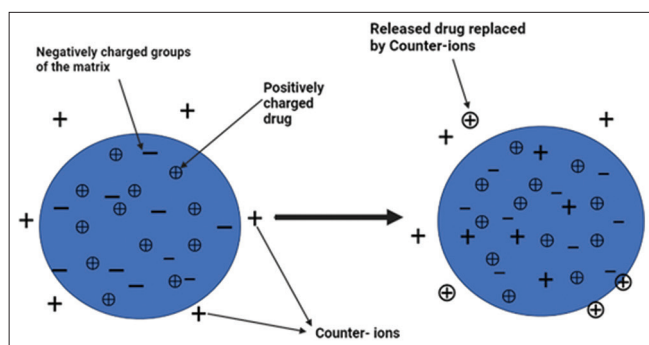 Negatively charged groups
of the matrix
Positively
charged
drug
Released drug replaced
by Counter-ions
Counter- ions